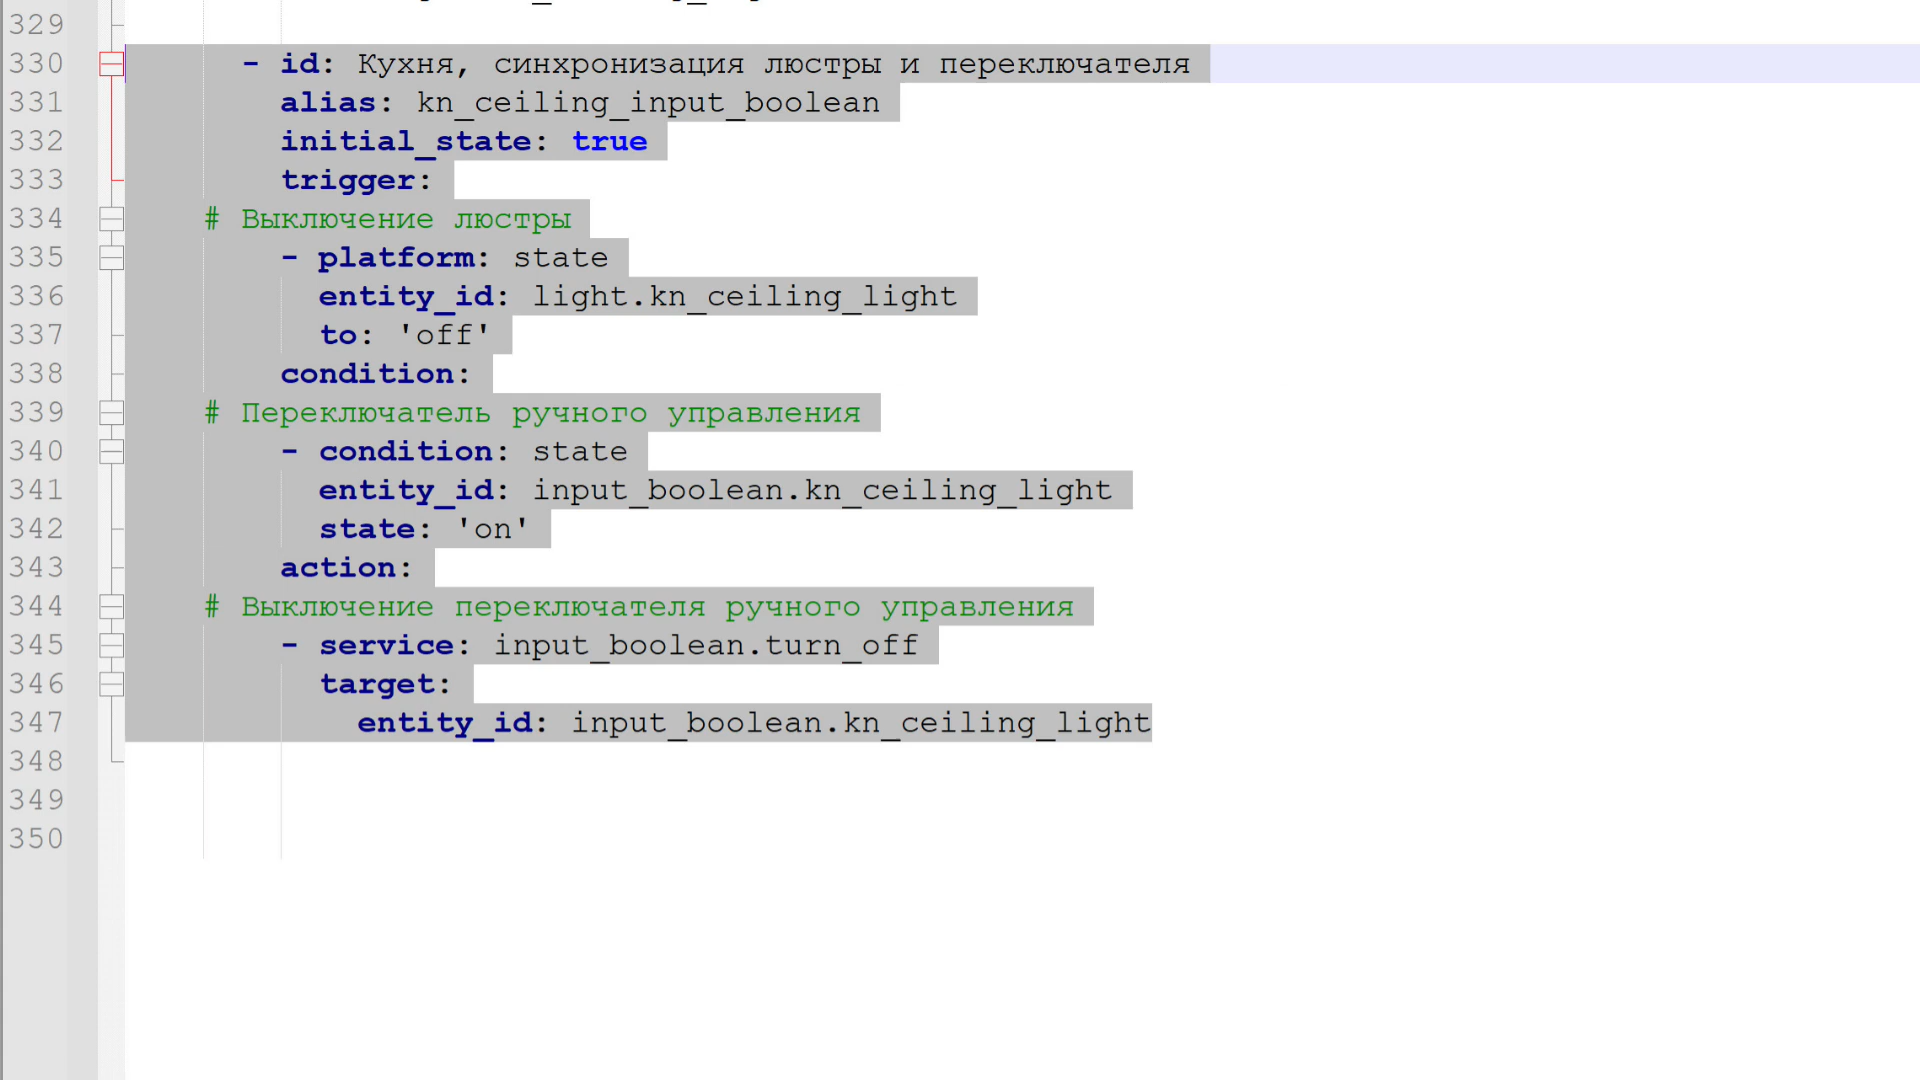 329
330 - id: Кухня, синхронизация люстры и переключателя
331 alias: kn_ceiling_input_boolean
332 initial_state: true
333 trigger:
334 # Выключение люстры
335 - platform: state
336 entity_id: light.kn_ceiling_light
337 to: 'off'
338 condition:
339 # Переключатель ручного управления
340 - condition: state
341 entity_id: input_boolean.kn_ceiling_light
342 state: 'on'
343 action:
344 # Выключение переключателя ручного управления
345 - service: input_boolean.turn_off
346 target:
347 entity_id: input_boolean.kn_ceiling_light
348
349
350